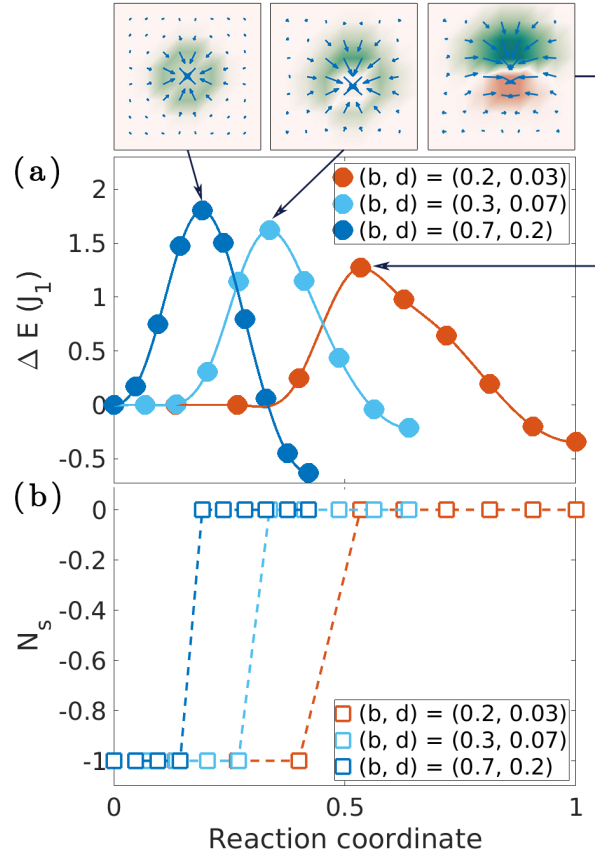 (a)
2
1.5
1
0.5
0
-0.5
Δ E (J₁)
(b, d) = (0.2, 0.03)
(b, d) = (0.3, 0.07)
(b, d) = (0.7, 0.2)
(b)
0
-0.2
-0.4
-0.6
-0.8
-1
Nₛ
(b, d) = (0.2, 0.03)
(b, d) = (0.3, 0.07)
(b, d) = (0.7, 0.2)
0
0.5
1
Reaction coordinate